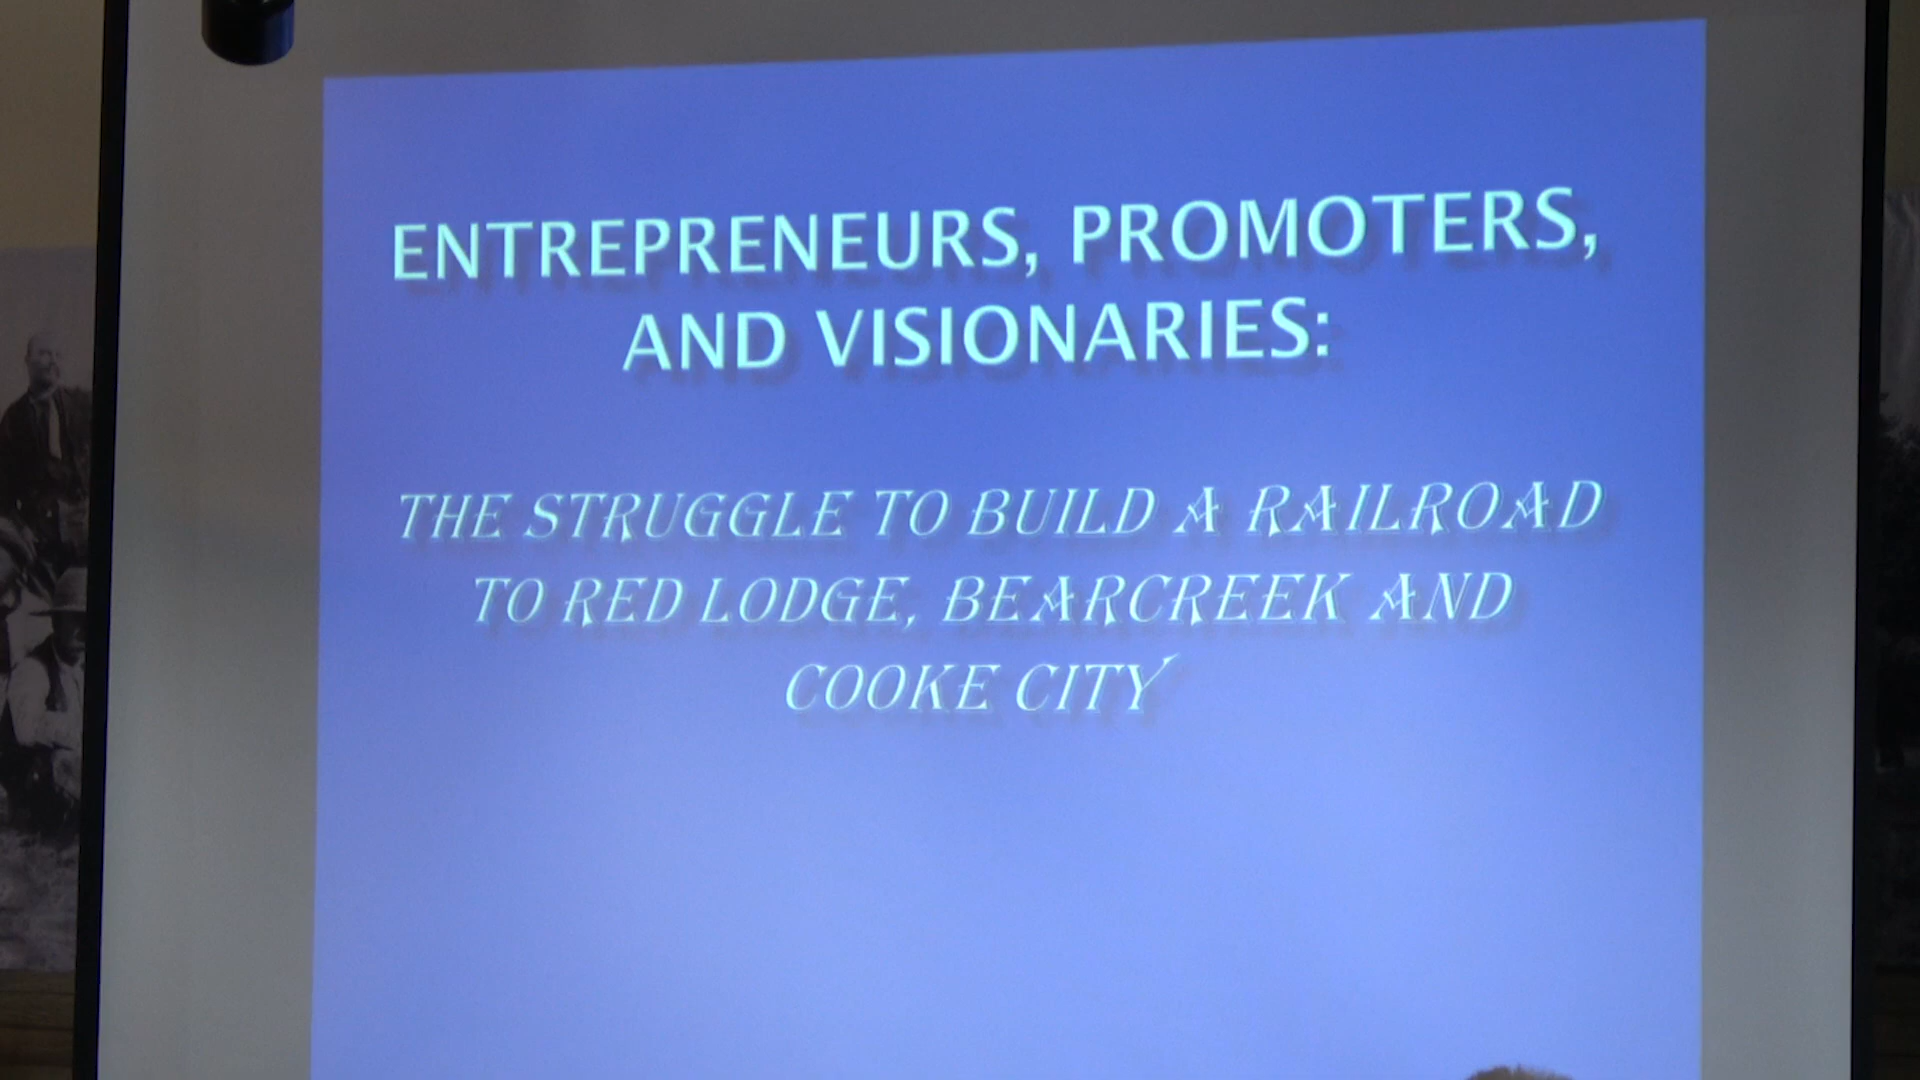 ENTREPRENEURS, PROMOTERS,
AND VISIONARIES:
THE STRUGGLE TO BUILD A RAILROAD
TO RED LODGE, BEARCREEK AND
COOKE CITY